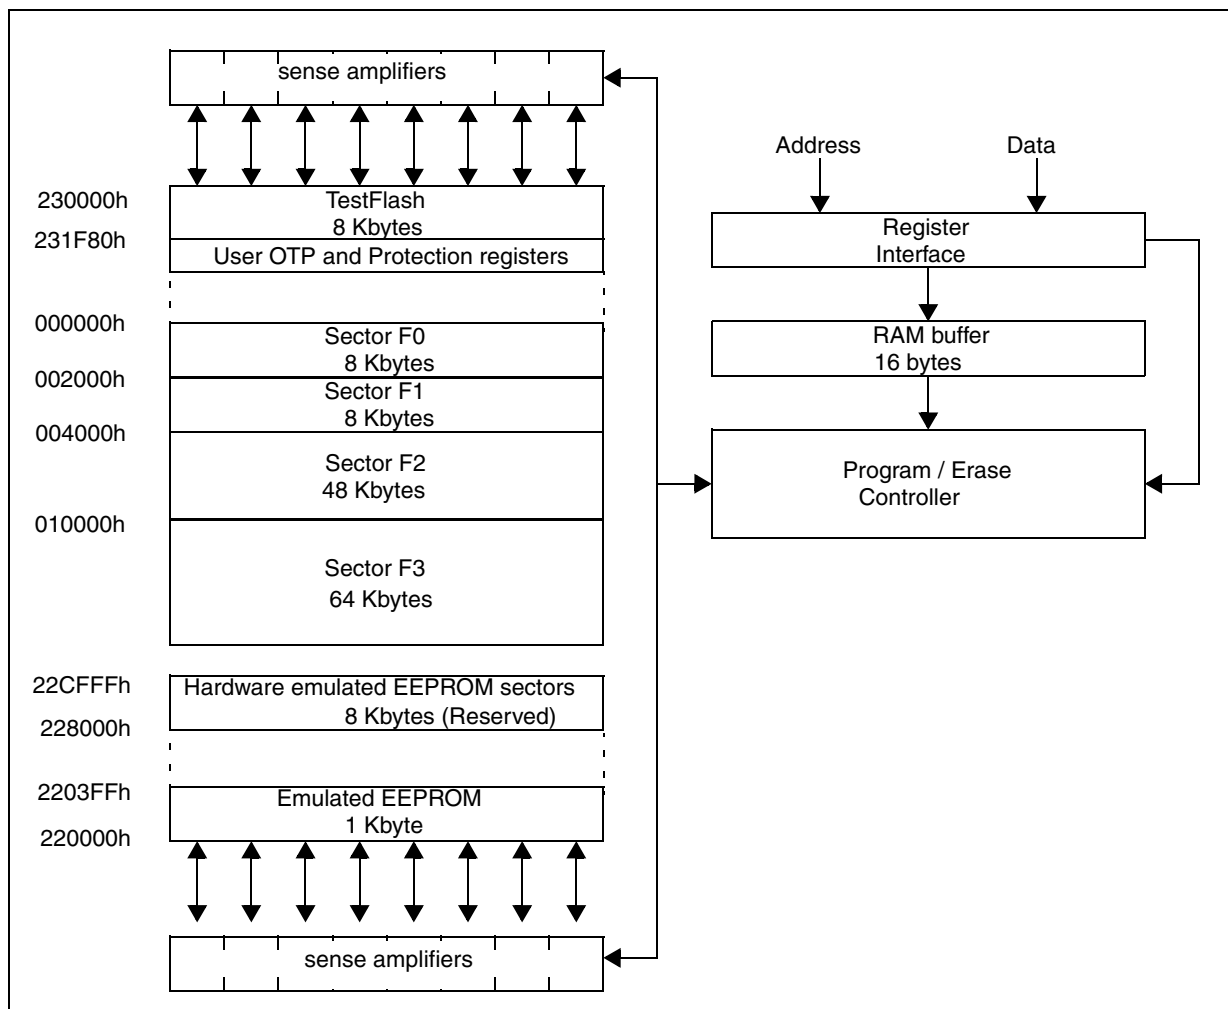 sense amplifiers
230000h
TestFlash
8 Kbytes
231F80h
User OTP and Protection registers
000000h
Sector F0
8 Kbytes
002000h
Sector F1
8 Kbytes
004000h
Sector F2
48 Kbytes
010000h
Sector F3
64 Kbytes
22CFFFh
Hardware emulated EEPROM sectors
8 Kbytes (Reserved)
228000h
2203FFh
Emulated EEPROM
1 Kbyte
220000h
sense amplifiers
Address
Data
Register
Interface
RAM buffer
16 bytes
Program / Erase
Controller